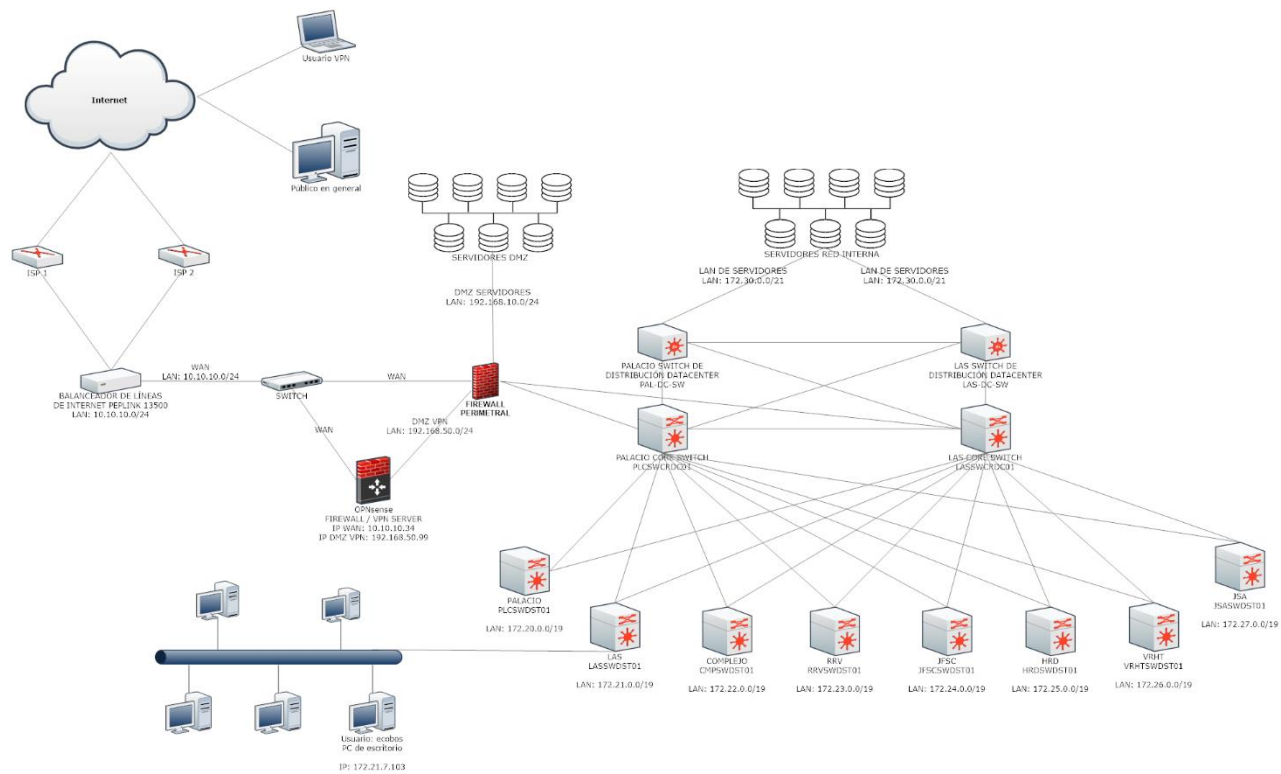 Usuario VPN
Internet
Público en general
ISP 1
ISP 2
SERVIDORES DMZ
SERVIDORES RED INTERNA
LAN DE SERVIDORES
LAN: 172.30.0.0/21
LAN DE SERVIDORES
LAN: 172.30.0.0/21
DMZ SERVIDORES
LAN: 192.168.10.0/24
PALACIO SWITCH DE
DISTRIBUCIÓN DATACENTER
PAL-DC-SW
LAS SWITCH DE
DISTRIBUCIÓN DATACENTER
LAS-DC-SW
WAN
LAN: 10.10.10.0/24
BALANCEADOR DE LÍNEAS
DE INTERNET PEPLINK 13500
LAN: 10.10.10.0/24
SWITCH
WAN
FIREWALL
PERIMETRAL
WAN
DMZ VPN
LAN: 192.168.50.0/24
PALACIO CORE SWITCH
PLCSWCRDC01
LAS CORE SWITCH
LASSWCRDC01
OPNsense
FIREWALL / VPN SERVER
IP WAN: 10.10.10.34
IP DMZ VPN: 192.168.50.99
PALACIO
PLCSWDST01
LAN: 172.20.0.0/19
LAS
LASSWDST01
LAN: 172.21.0.0/19
COMPLEJO
CMPSWDST01
LAN: 172.22.0.0/19
RRV
RRVSWDST01
LAN: 172.23.0.0/19
JFSC
JFSCSWDST01
LAN: 172.24.0.0/19
HRD
HRDSWDST01
LAN: 172.25.0.0/19
VRHT
VRHTSWDST01
LAN: 172.26.0.0/19
JSA
JSASWDST01
LAN: 172.27.0.0/19
Usuario: ecobos
PC de escritorio
IP: 172.21.7.103